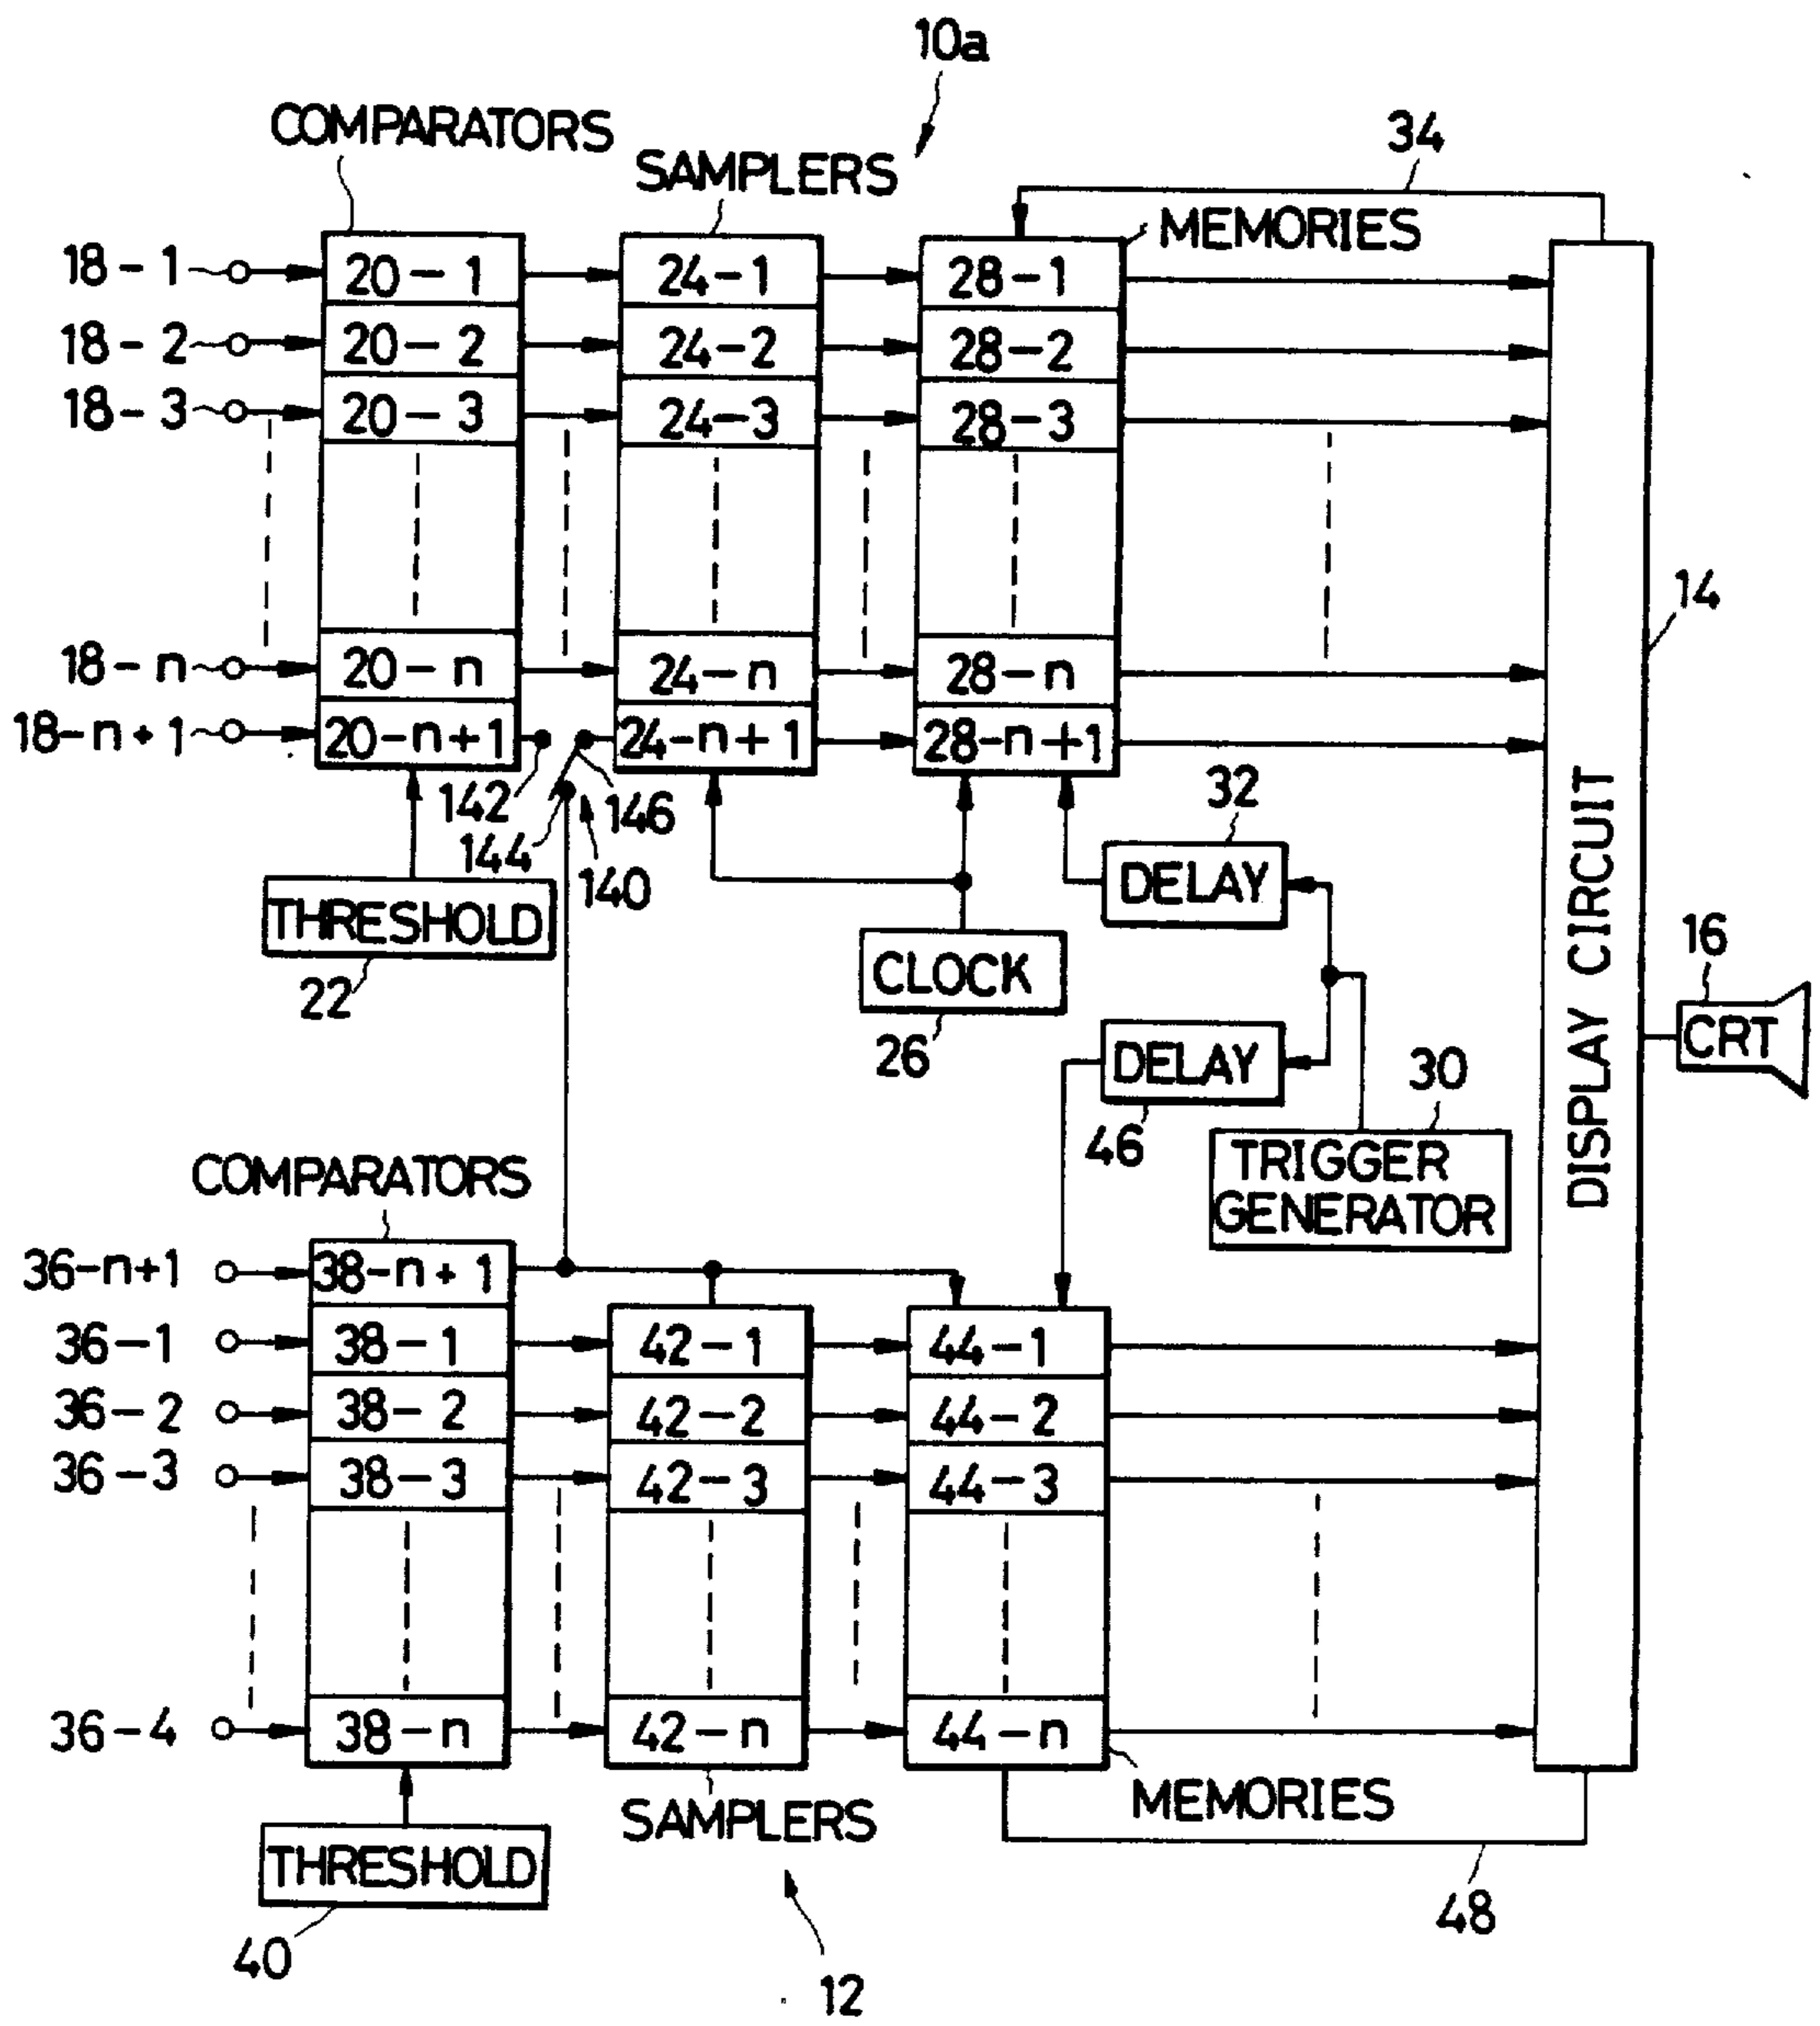 10a
COMPARATORS
SAMPLERS
34
MEMORIES
18-1
20-1
24-1
28-1
18-2
20-2
24-2
28-2
18-3
20-3
24-3
28-3
14
18-n
20-n
24-n
28-n
18-n+1
20-n+1
24-n+1
28-n+1
142
144
146
140
32
DELAY
THRESHOLD
22
CLOCK
26
DISPLAY CIRCUIT
16
CRT
DELAY
46
30
TRIGGER
GENERATOR
COMPARATORS
36-n+1
38-n+1
36-1
38-1
42-1
44-1
36-2
38-2
42-2
44-2
36-3
38-3
42-3
44-3
36-4
38-n
42-n
44-n
SAMPLERS
MEMORIES
THRESHOLD
40
48
12